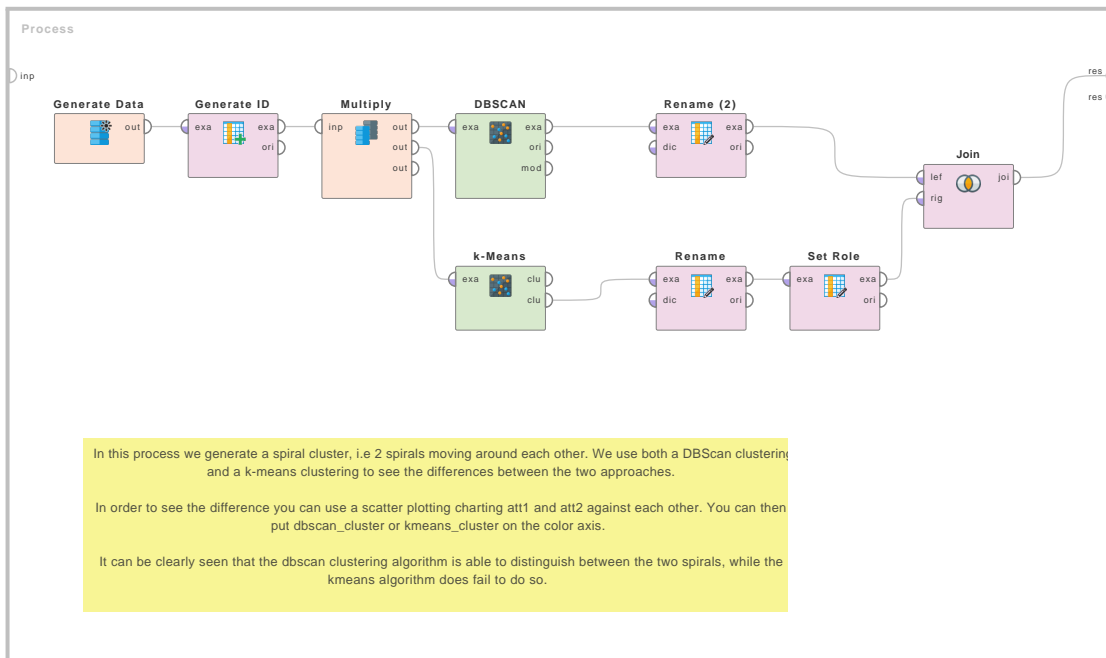 Process
inp
res
res
Generate Data
Generate ID
Multiply
DBSCAN
Rename (2)
out
exa
exa
inp
out
exa
exa
exa
exa
ori
out
ori
dic
ori
out
mod
Join
lef
joi
rig
k-Means
Rename
Set Role
exa
clu
exa
exa
exa
exa
clu
dic
ori
ori
In this process we generate a spiral cluster, i.e 2 spirals moving around each other. We use both a DBScan clustering
and a k-means clustering to see the differences between the two approaches.
In order to see the difference you can use a scatter plotting charting att1 and att2 against each other. You can then
put dbscan_cluster or kmeans_cluster on the color axis.
It can be clearly seen that the dbscan clustering algorithm is able to distinguish between the two spirals, while the
kmeans algorithm does fail to do so.